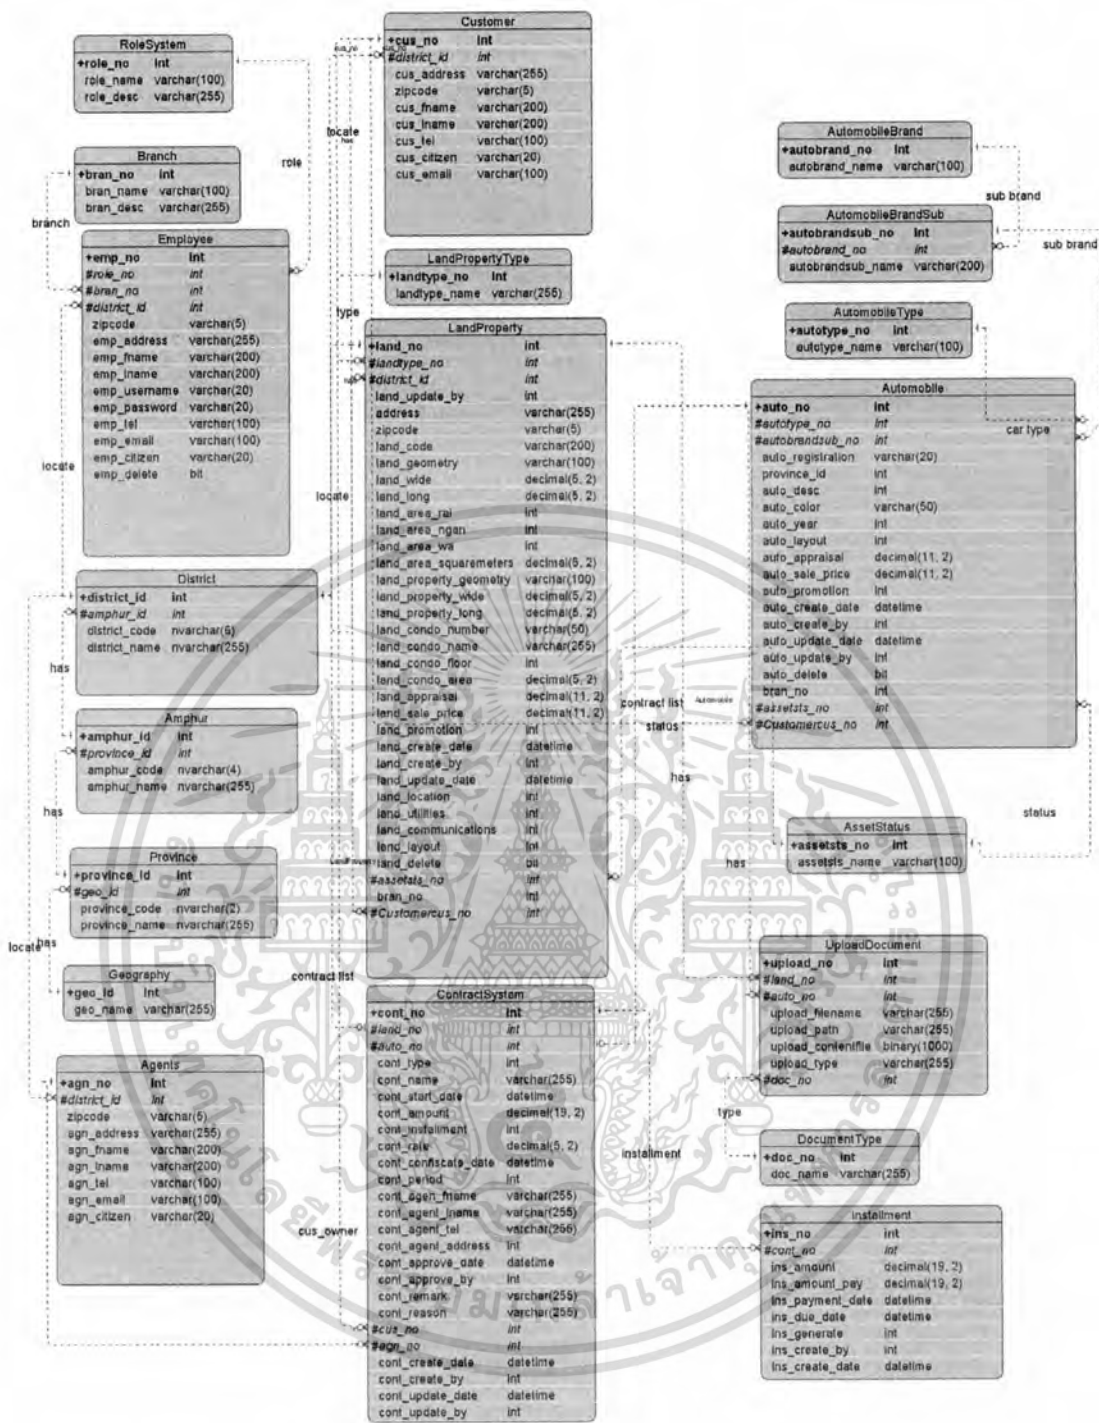 RoleSystem
+role_no int
role_name varchar(100)
role_desc varchar(255)
role
Branch
+bran_no int
bran_name varchar(100)
bran_desc varchar(255)
branch
Employee
+emp_no int
#role_no int
#bran_no int
#district_id int
zipcode varchar(5)
emp_address varchar(255)
emp_fname varchar(200)
emp_lname varchar(200)
emp_username varchar(20)
emp_password varchar(20)
emp_tel varchar(100)
emp_email varchar(100)
emp_citizen varchar(20)
emp_delete bit
locate
District
+district_id int
#amphur_id int
district_code nvarchar(6)
district_name nvarchar(255)
has
Amphur
+amphur_id int
#province_id int
amphur_code nvarchar(4)
amphur_name nvarchar(255)
has
Province
+province_id int
#geo_id int
province_code nvarchar(2)
province_name nvarchar(255)
locate
has
Geography
+geo_id int
geo_name varchar(255)
Agents
+agn_no int
#district_id int
zipcode varchar(5)
agn_address varchar(255)
agn_fname varchar(200)
agn_lname varchar(200)
agn_tel varchar(100)
agn_email varchar(100)
agn_citizen varchar(20)
Customer
+cus_no int
#district_id int
cus_address varchar(255)
zipcode varchar(5)
cus_fname varchar(200)
cus_lname varchar(200)
cus_tel varchar(100)
cus_citizen varchar(20)
cus_email varchar(100)
locate
has
LandPropertyType
+landtype_no int
landtype_name varchar(255)
type
LandProperty
+land_no int
#landtype_no int
#district_id int
land_update_by int
address varchar(255)
zipcode varchar(5)
land_code varchar(200)
land_geometry varchar(100)
land_wide decimal(5, 2)
land_long decimal(5, 2)
land_area_rai int
land_area_ngan int
land_area_wa int
land_area_squaremeters decimal(5, 2)
land_property_geometry varchar(100)
land_property_wide decimal(5, 2)
land_property_long decimal(5, 2)
land_condo_number varchar(50)
land_condo_name varchar(255)
land_condo_floor int
land_condo_area decimal(5, 2)
land_appraisal decimal(11, 2)
land_sale_price decimal(11, 2)
land_promotion int
land_create_date datetime
land_create_by int
land_update_date datetime
land_location int
land_utilities int
land_communications int
land_layout int
land_delete bit
#assetsts_no int
bran_no int
#Customercus_no int
locate
contract list
ContractSystem
+cont_no int
#land_no int
#auto_no int
cont_type int
cont_name varchar(255)
cont_start_date datetime
cont_amount decimal(19, 2)
cont_installment int
cont_rate decimal(5, 2)
cont_confiscate_date datetime
cont_period int
cont_agen_fname varchar(255)
cont_agent_lname varchar(255)
cont_agent_tel varchar(255)
cont_agent_address int
cont_approve_date datetime
cont_approve_by int
cont_remark varchar(255)
cont_reason varchar(255)
#cus_no int
#agn_no int
cont_create_date datetime
cont_create_by int
cont_update_date datetime
cont_update_by int
cus_owner
AutomobileBrand
+autobrand_no int
autobrand_name varchar(100)
sub brand
AutomobileBrandSub
+autobrandsub_no int
#autobrand_no int
autobrandsub_name varchar(200)
sub brand
AutomobileType
+autotype_no int
autotype_name varchar(100)
car type
Automobile
+auto_no int
#autotype_no int
#autobrandsub_no int
auto_registration varchar(20)
province_id int
auto_desc int
auto_color varchar(50)
auto_year int
auto_layout int
auto_appraisal decimal(11, 2)
auto_sale_price decimal(11, 2)
auto_promotion int
auto_create_date datetime
auto_create_by int
auto_update_date datetime
auto_update_by int
auto_delete bit
bran_no int
#assetsts_no int
#Customercus_no int
contract list
Automobile
status
has
status
AssetStatus
+assetsts_no int
assetsts_name varchar(100)
has
UploadDocument
+upload_no int
#land_no int
#auto_no int
upload_filename varchar(255)
upload_path varchar(255)
upload_contentfile binary(1000)
upload_type varchar(255)
#doc_no int
type
DocumentType
+doc_no int
doc_name varchar(255)
installment
Installment
+ins_no int
#cont_no int
ins_amount decimal(19, 2)
ins_amount_pay decimal(19, 2)
ins_payment_date datetime
ins_due_date datetime
ins_generate int
ins_create_by int
ins_create_date datetime